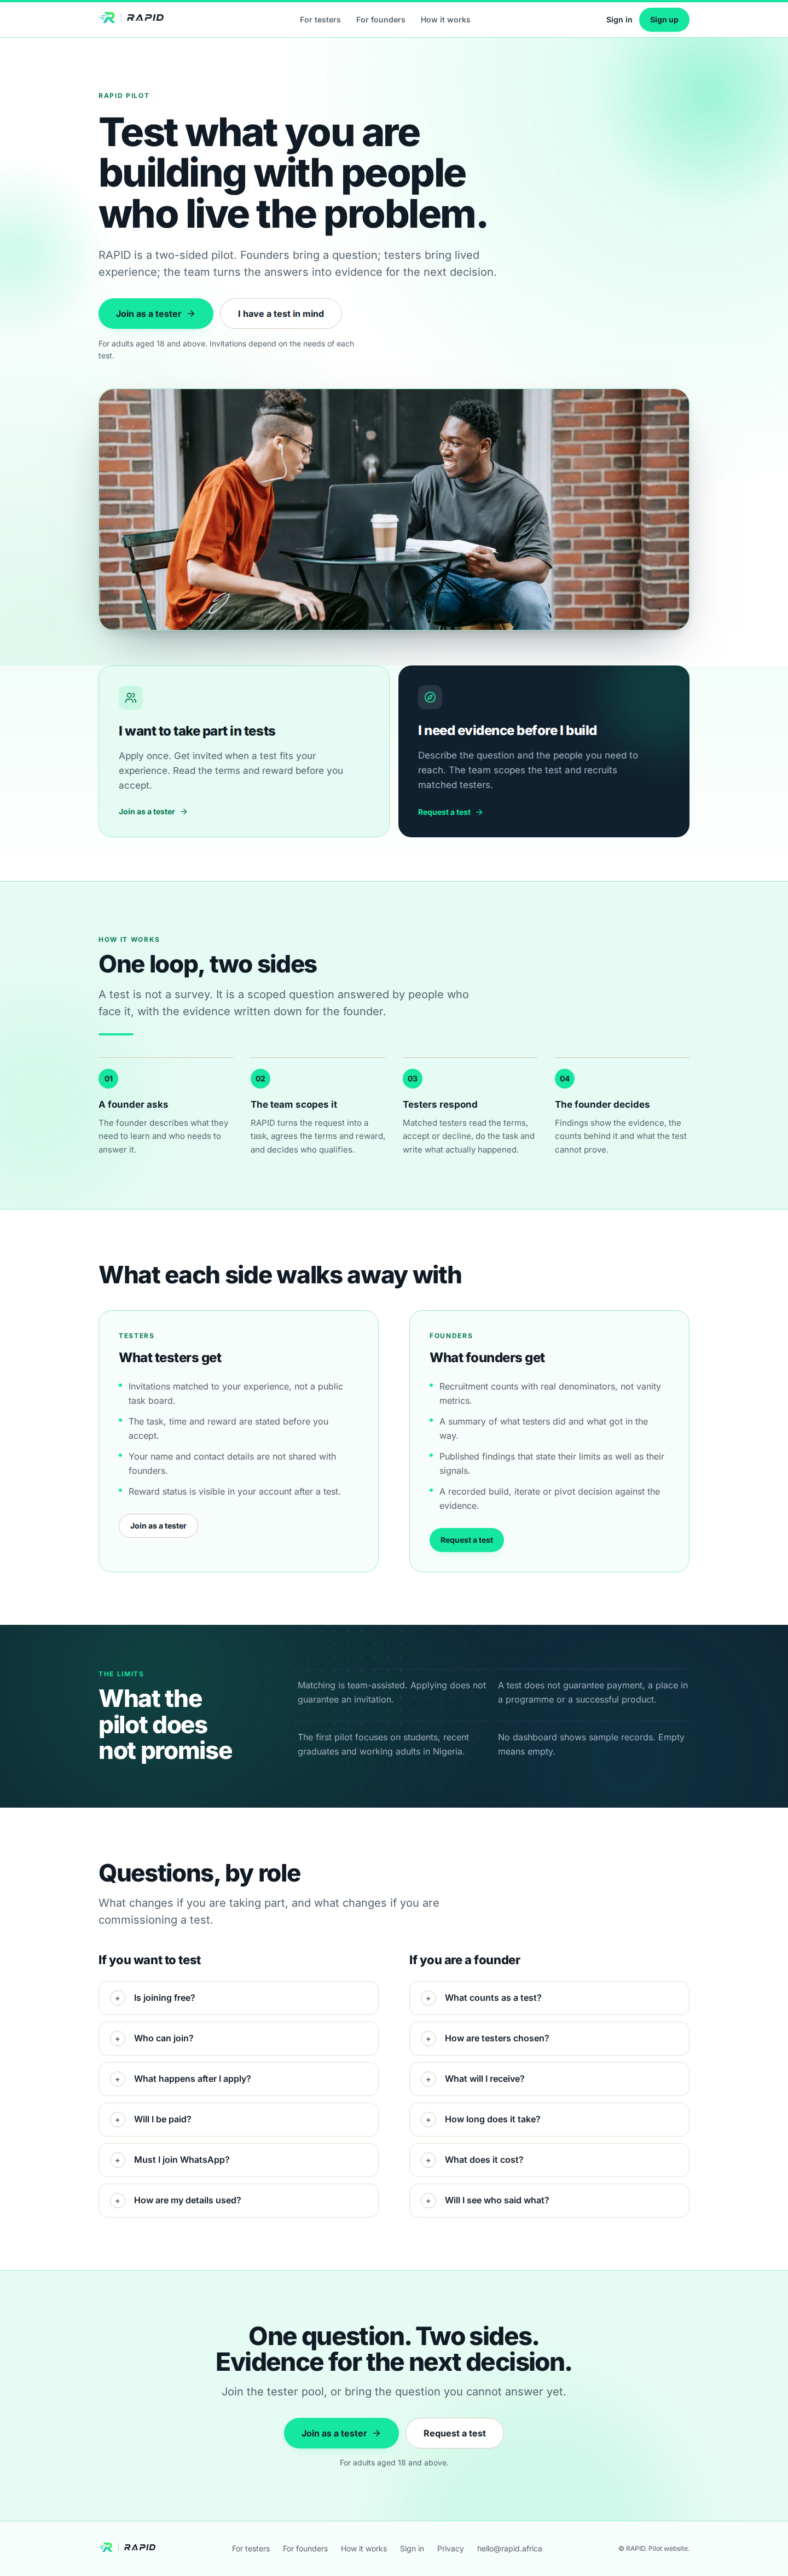 RAPID
For testers
For founders
How it works
Sign in
Sign up
RAPID PILOT
Test what you are
building with people
who live the problem.
RAPID is a two-sided pilot. Founders bring a question; testers bring lived
experience; the team turns the answers into evidence for the next decision.
Join as a tester
I have a test in mind
For adults aged 18 and above. Invitations depend on the needs of each
test.
I want to take part in tests
Apply once. Get invited when a test fits your
experience. Read the terms and reward before you
accept.
Join as a tester
I need evidence before I build
Describe the question and the people you need to
reach. The team scopes the test and recruits
matched testers.
Request a test
HOW IT WORKS
One loop, two sides
A test is not a survey. It is a scoped question answered by people who
face it, with the evidence written down for the founder.
01
A founder asks
The founder describes what they
need to learn and who needs to
answer it.
02
The team scopes it
RAPID turns the request into a
task, agrees the terms and reward,
and decides who qualifies.
03
Testers respond
Matched testers read the terms,
accept or decline, do the task and
write what actually happened.
04
The founder decides
Findings show the evidence, the
counts behind it and what the test
cannot prove.
What each side walks away with
TESTERS
What testers get
Invitations matched to your experience, not a public
task board.
The task, time and reward are stated before you
accept.
Your name and contact details are not shared with
founders.
Reward status is visible in your account after a test.
Join as a tester
FOUNDERS
What founders get
Recruitment counts with real denominators, not vanity
metrics.
A summary of what testers did and what got in the
way.
Published findings that state their limits as well as their
signals.
A recorded build, iterate or pivot decision against the
evidence.
Request a test
THE LIMITS
What the
pilot does
not promise
Matching is team-assisted. Applying does not
guarantee an invitation.
A test does not guarantee payment, a place in
a programme or a successful product.
The first pilot focuses on students, recent
graduates and working adults in Nigeria.
No dashboard shows sample records. Empty
means empty.
Questions, by role
What changes if you are taking part, and what changes if you are
commissioning a test.
If you want to test
Is joining free?
Who can join?
What happens after I apply?
Will I be paid?
Must I join WhatsApp?
How are my details used?
If you are a founder
What counts as a test?
How are testers chosen?
What will I receive?
How long does it take?
What does it cost?
Will I see who said what?
One question. Two sides.
Evidence for the next decision.
Join the tester pool, or bring the question you cannot answer yet.
Join as a tester
Request a test
For adults aged 18 and above.
RAPID
For testers
For founders
How it works
Sign in
Privacy
hello@rapid.africa
© RAPID. Pilot website.